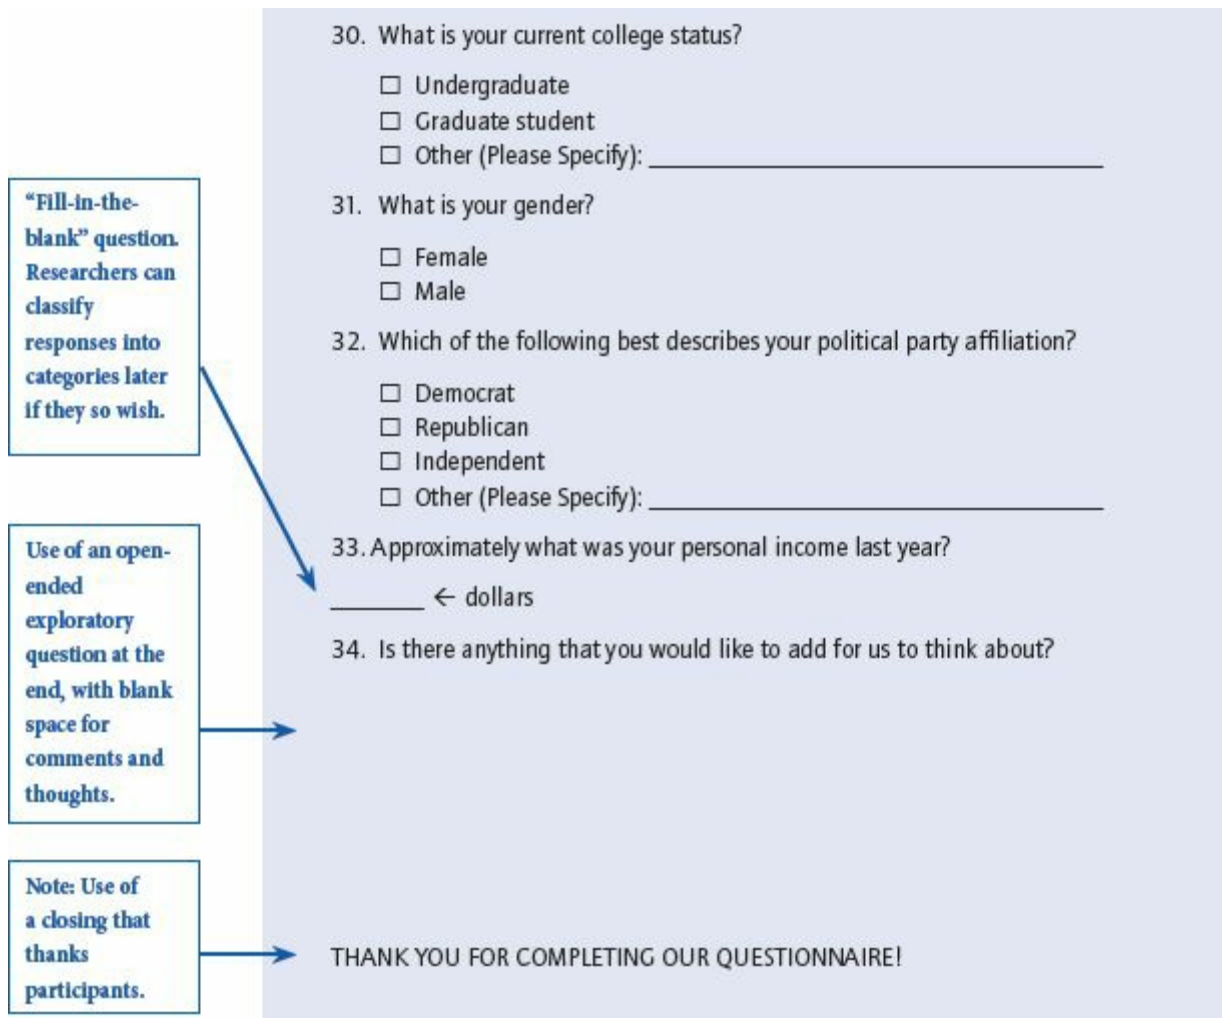 30. What is your current college status?
☐ Undergraduate
☐ Graduate student
☐ Other (Please Specify): ____________________
31. What is your gender?
☐ Female
☐ Male
32. Which of the following best describes your political party affiliation?
☐ Democrat
☐ Republican
☐ Independent
☐ Other (Please Specify): ____________________
33. Approximately what was your personal income last year?
_______ ← dollars
34. Is there anything that you would like to add for us to think about?
THANK YOU FOR COMPLETING OUR QUESTIONNAIRE!
“Fill-in-the-
blank” question.
Researchers can
classify
responses into
categories later
if they so wish.
Use of an open-
ended
exploratory
question at the
end, with blank
space for
comments and
thoughts.
Note: Use of
a closing that
thanks
participants.